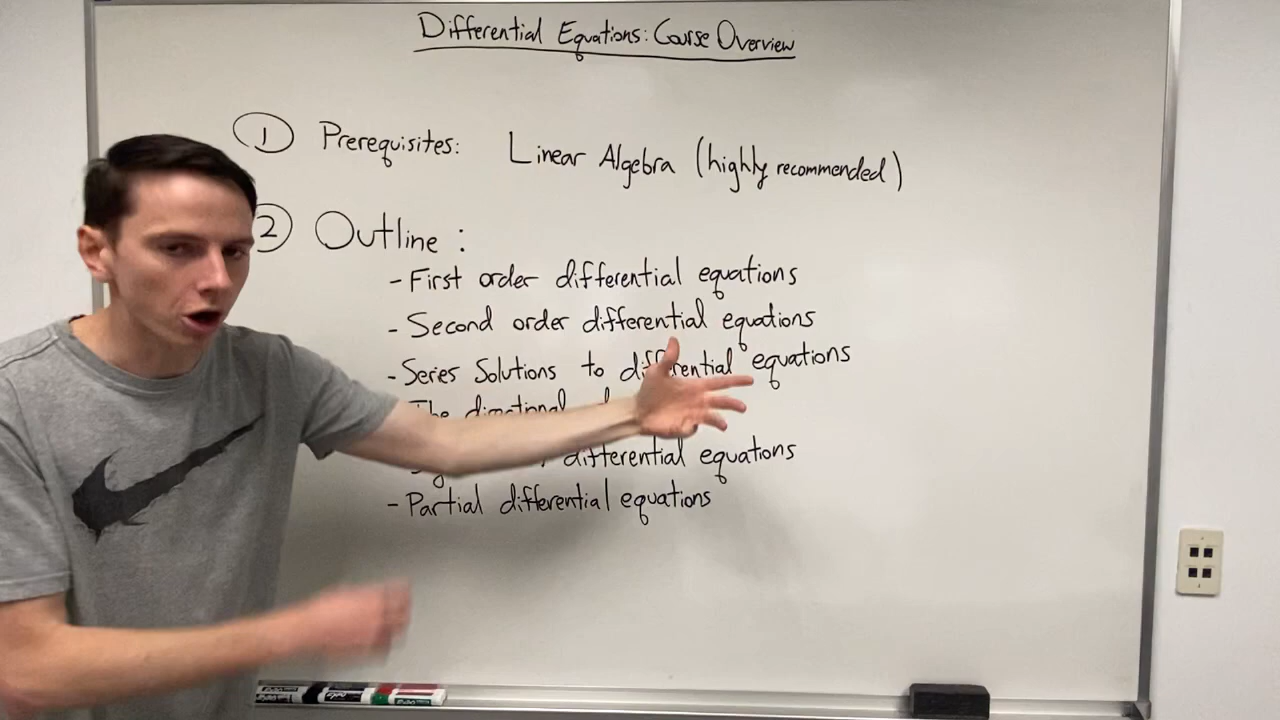 Differential Equations: Course Overview
1 Prerequisites: Linear Algebra (highly recommended)
2 Outline:
- First order differential equations
- Second order differential equations
- Series Solutions to differential equations
- The
differential equations
- Partial differential equations